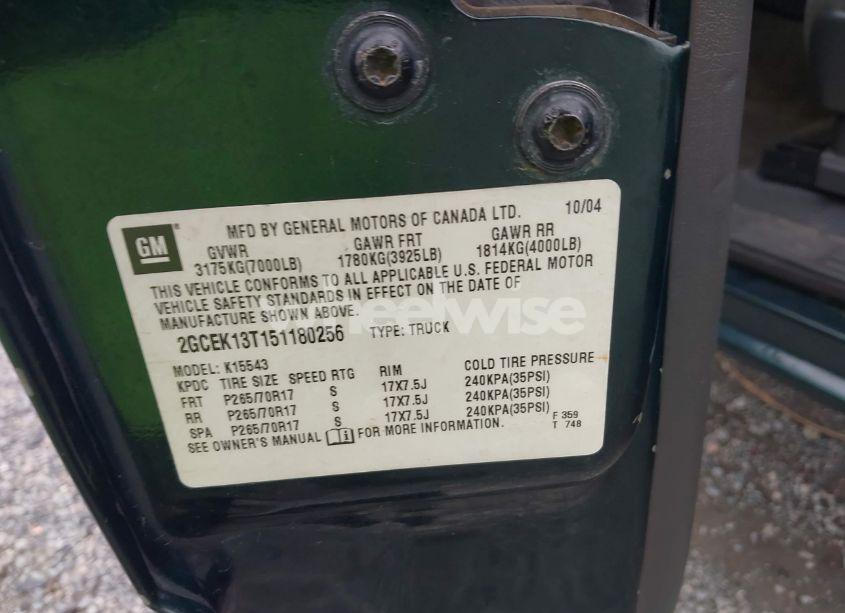 GM
MFD BY GENERAL MOTORS OF CANADA LTD. 10/04
GVWR GAWR FRT GAWR RR
3175KG(7000LB) 1780KG(3925LB) 1814KG(4000LB)
THIS VEHICLE CONFORMS TO ALL APPLICABLE U.S. FEDERAL MOTOR
VEHICLE SAFETY STANDARDS IN EFFECT ON THE DATE OF
MANUFACTURE SHOWN ABOVE.
2GCEK13T151180256 TYPE: TRUCK
MODEL: K15543
KPDC TIRE SIZE SPEED RTG RIM COLD TIRE PRESSURE
FRT P265/70R17 S 17X7.5J 240KPA(35PSI)
RR P265/70R17 S 17X7.5J 240KPA(35PSI)
SPA P265/70R17 S 17X7.5J 240KPA(35PSI)
SEE OWNER'S MANUAL FOR MORE INFORMATION.
F 359
T 748